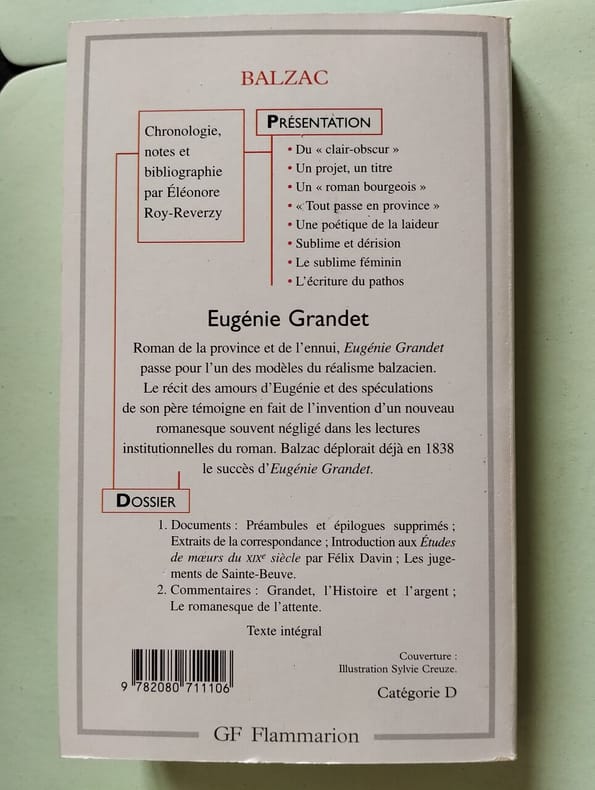 BALZAC
Chronologie,
notes et
bibliographie
par Éléonore
Roy-Reverzy
PRÉSENTATION
• Du « clair-obscur »
• Un projet, un titre
• Un « roman bourgeois »
• « Tout passe en province »
• Une poétique de la laideur
• Sublime et dérision
• Le sublime féminin
• L'écriture du pathos
Eugénie Grandet
Roman de la province et de l'ennui, Eugénie Grandet
passe pour l'un des modèles du réalisme balzacien.
Le récit des amours d'Eugénie et des spéculations
de son père témoigne en fait de l'invention d'un nouveau
romanesque souvent négligé dans les lectures
institutionnelles du roman. Balzac déplorait déjà en 1838
le succès d'Eugénie Grandet.
DOSSIER
1. Documents : Préambules et épilogues supprimés ;
Extraits de la correspondance ; Introduction aux Études
de mœurs du XIXe siècle par Félix Davin ; Les juge-
ments de Sainte-Beuve.
2. Commentaires : Grandet, l'Histoire et l'argent ;
Le romanesque de l'attente.
Texte intégral
9 782080 711106
Couverture :
Illustration Sylvie Creuze.
Catégorie D
GF Flammarion